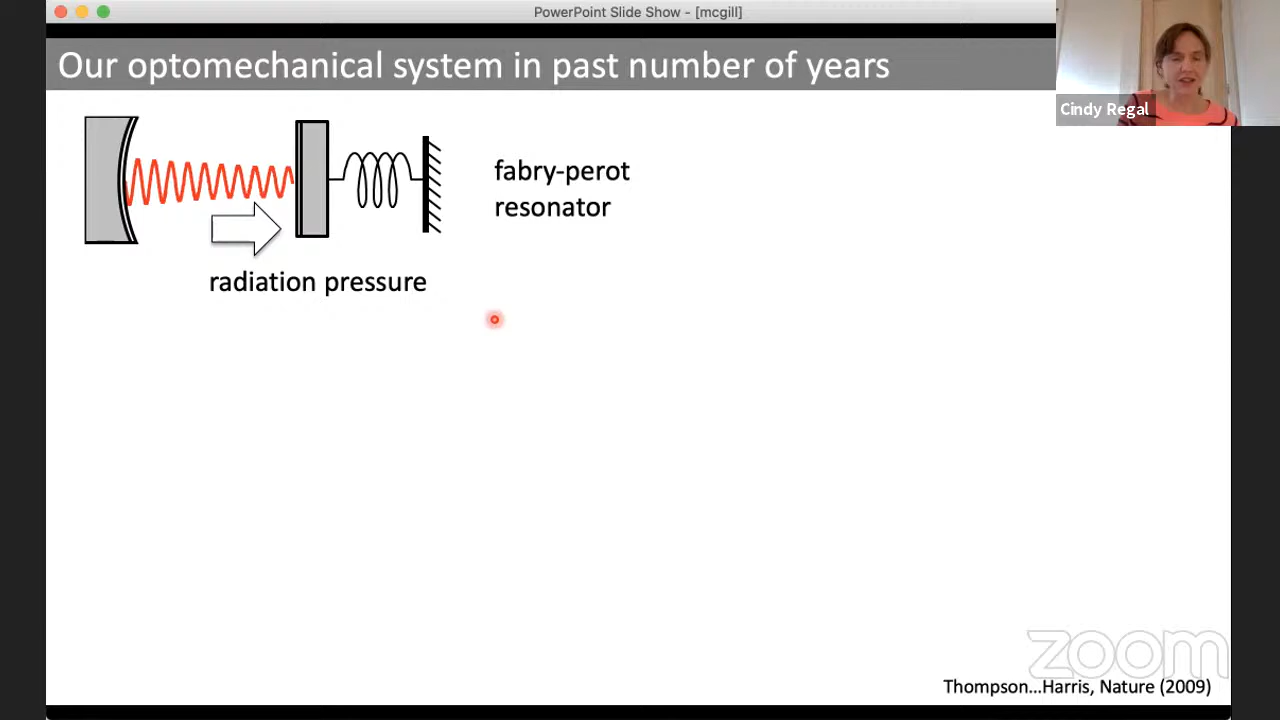 PowerPoint Slide Show - [mcgill]
Our optomechanical system in past number of years
Cindy Regal
fabry-perot
resonator
radiation pressure
zoom
Thompson...Harris, Nature (2009)